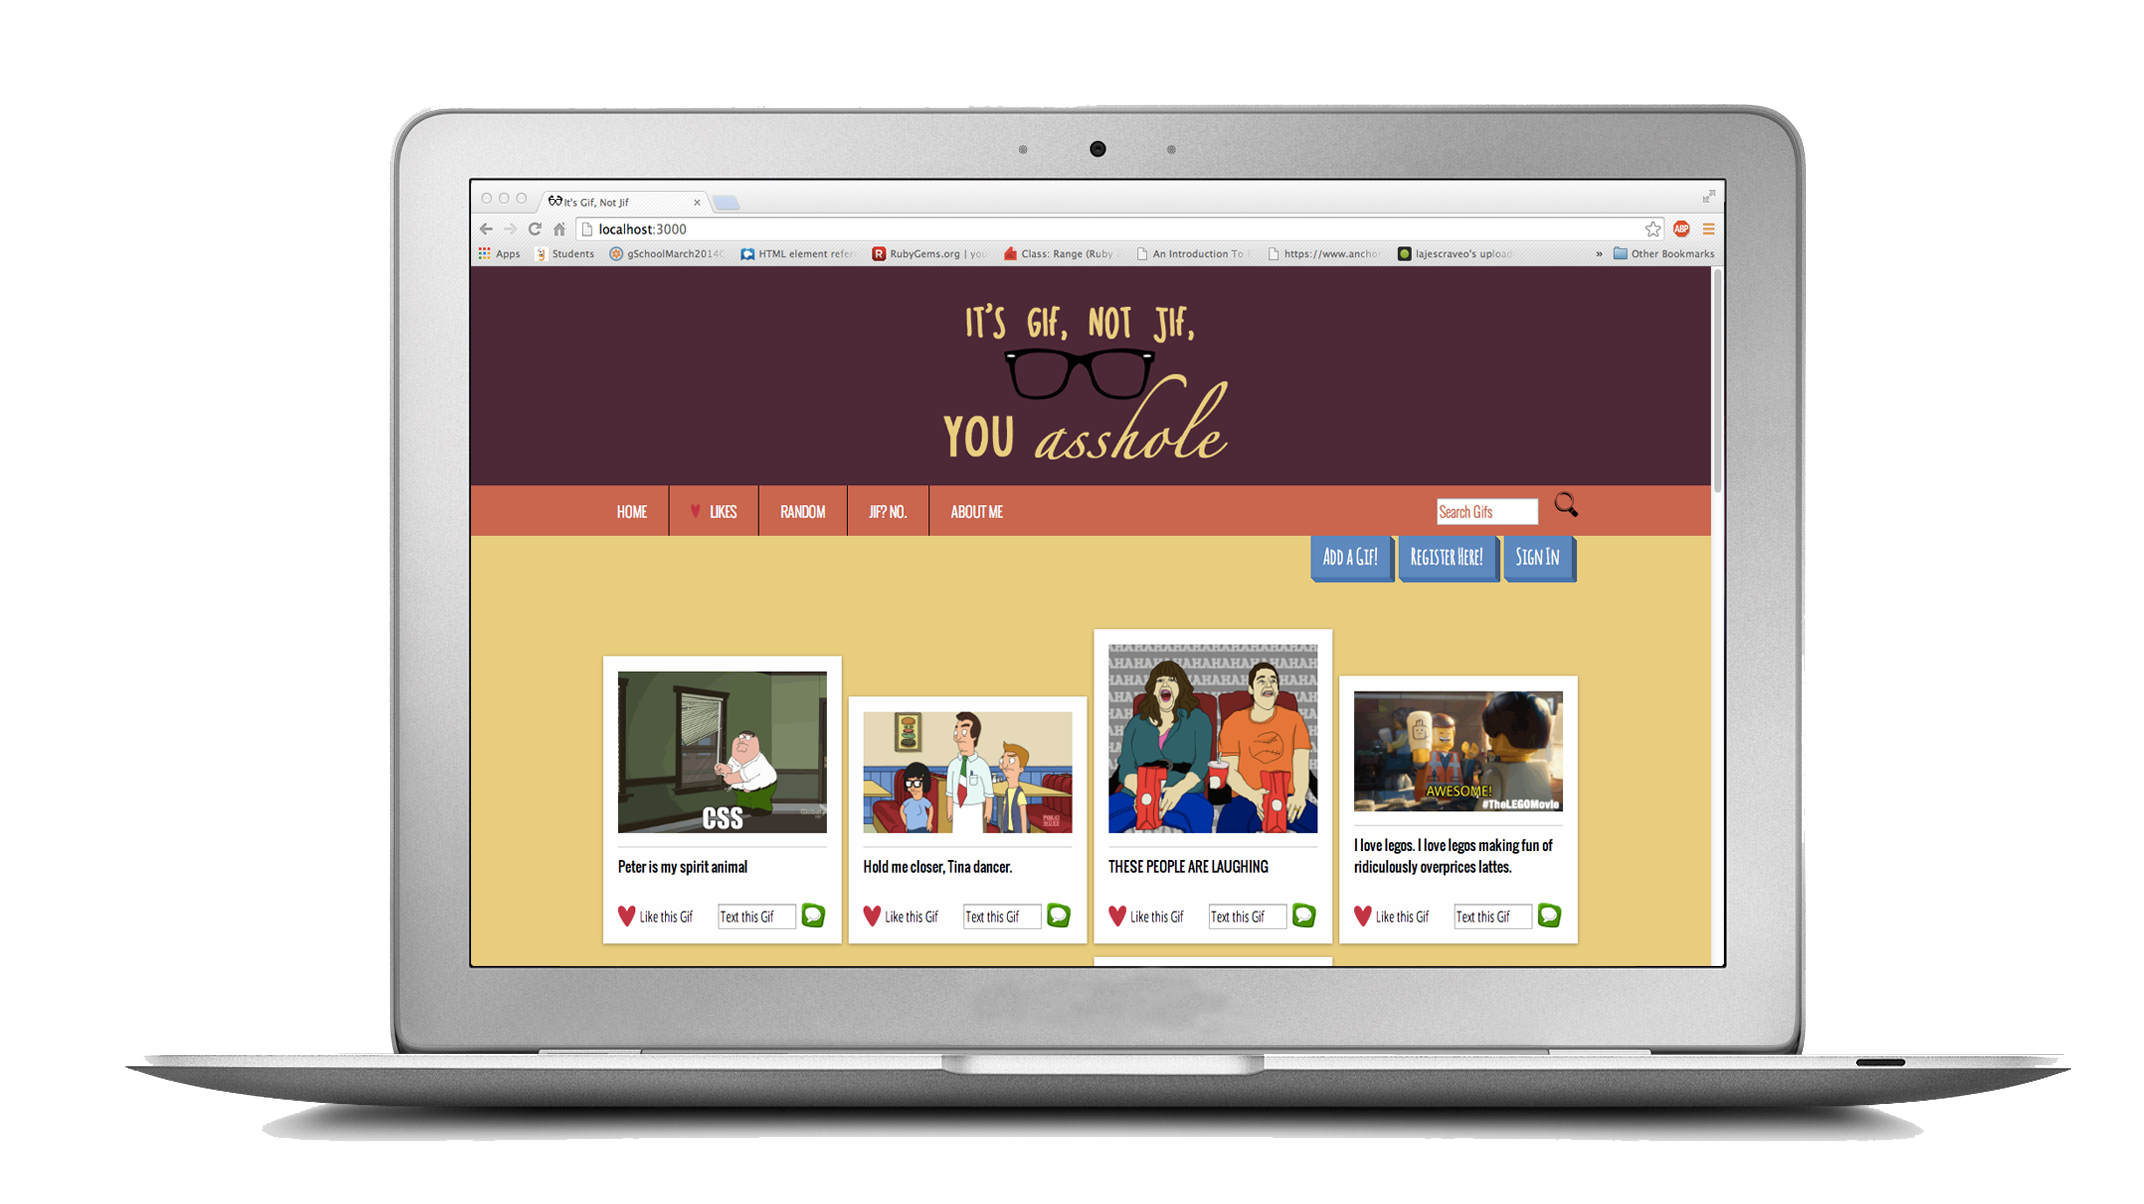 It's Gif, Not Jif
localhost:3000
ABP
Apps
Students
gSchoolMarch2014
HTML element refer
RubyGems.org | you
Class: Range (Ruby
An Introduction To
https://www.anchor
lajescraveo's upload
»
Other Bookmarks
IT'S GIF, NOT JIF,
YOU asshole
HOME
LIKES
RANDOM
JIF? NO.
ABOUT ME
Search Gifs
ADD A GIF!
REGISTER HERE!
SIGN IN
CSS
Peter is my spirit animal
Like this Gif
Text this Gif
Hold me closer, Tina dancer.
Like this Gif
Text this Gif
AHAHAHAHAHAHAHAHAH
THESE PEOPLE ARE LAUGHING
Like this Gif
Text this Gif
AWESOME!
#TheLEGOMovie
I love legos. I love legos making fun of
ridiculously overprices lattes.
Like this Gif
Text this Gif